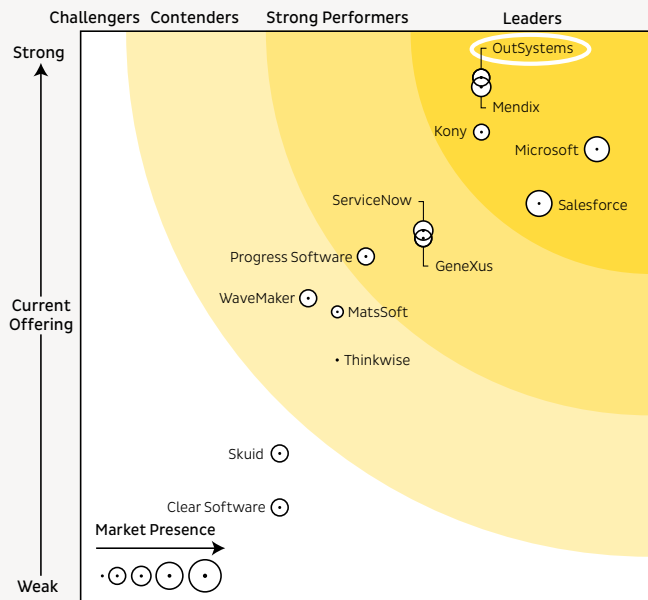 Challengers Contenders Strong Performers Leaders
Strong
OutSystems
Mendix
Kony
Microsoft
ServiceNow
Salesforce
Progress Software
GeneXus
WaveMaker
MatsSoft
Current
Offering
Thinkwise
Skuid
Clear Software
Market Presence
Weak